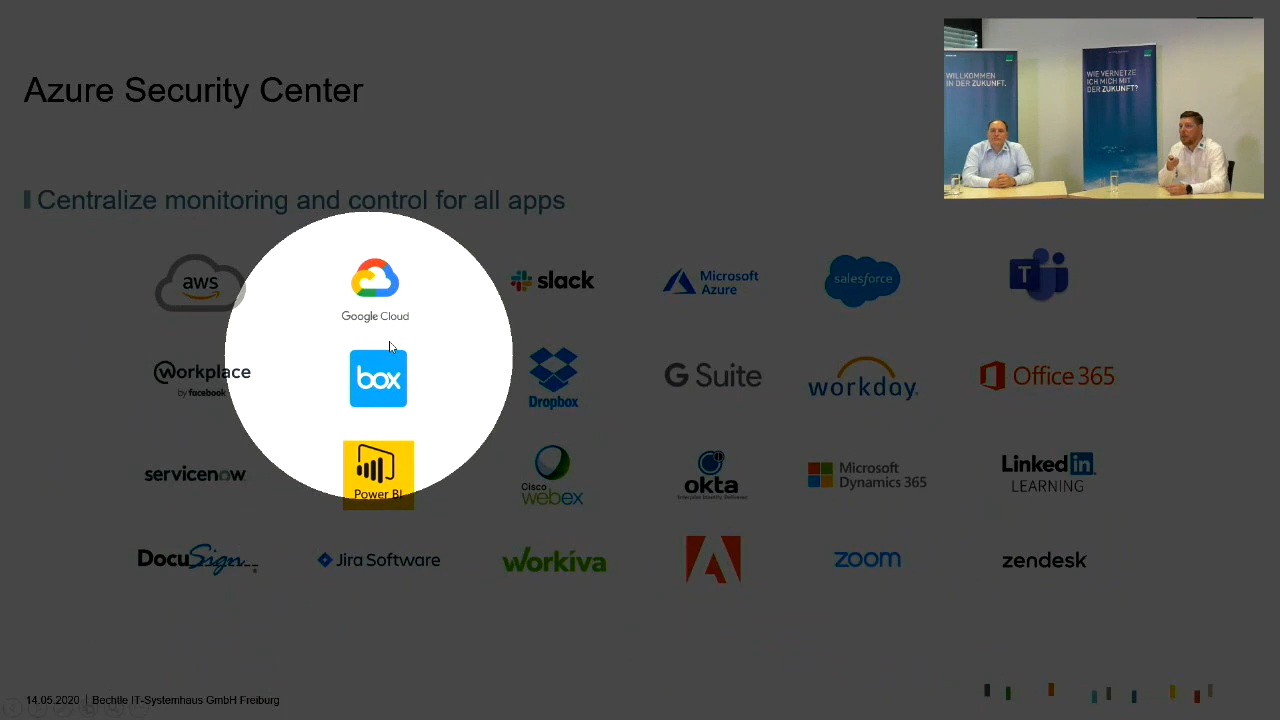 Azure Security Center
WILLKOMMEN
IN DER ZUKUNFT.
WIE VERNETZE
ICH MICH MIT
DER ZUKUNFT?
Centralize monitoring and control for all apps
aws
Google Cloud
slack
Microsoft
Azure
salesforce
T
workplace
by facebook
box
Dropbox
G Suite
workday.
Office 365
servicenow
Power BI
Cisco
webex
okta
Microsoft
Dynamics 365
Linked in
LEARNING
DocuSign
Jira Software
workiva
zoom
zendesk
14.05.2020 | Bechtle IT-Systemhaus GmbH Freiburg